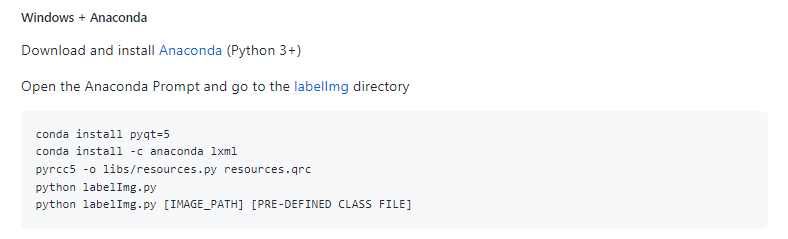 Windows + Anaconda
Download and install Anaconda (Python 3+)
Open the Anaconda Prompt and go to the labelImg directory
conda install pyqt=5
conda install -c anaconda lxml
pyrcc5 -o libs/resources.py resources.qrc
python labelImg.py
python labelImg.py [IMAGE_PATH] [PRE-DEFINED CLASS FILE]